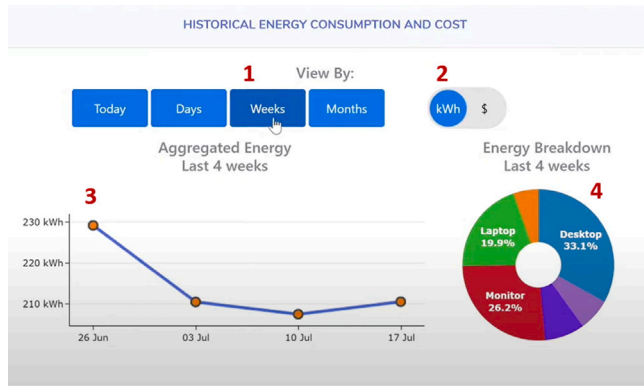 HISTORICAL ENERGY CONSUMPTION AND COST
1 View By: 2
Today Days Weeks Months kWh $
Aggregated Energy
Last 4 weeks
Energy Breakdown
Last 4 weeks
3
4
230 kWh
220 kWh
210 kWh
26 Jun 03 Jul 10 Jul 17 Jul
Laptop
19.9%
Desktop
33.1%
Monitor
26.2%